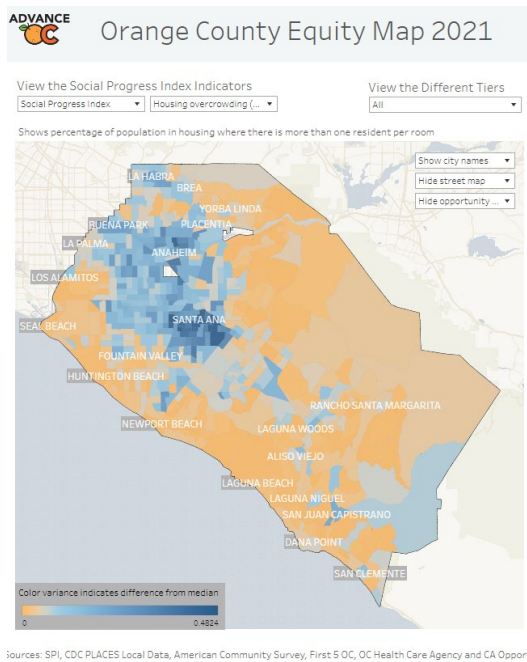 ADVANCE
OC
Orange County Equity Map 2021
View the Social Progress Index Indicators
View the Different Tiers
Social Progress Index
Housing overcrowding (...
All
Shows percentage of population in housing where there is more than one resident per room
Show city names
Hide street map
Hide opportunity ...
LA HABRA
BREA
YORBA LINDA
BUENA PARK
PLACENTIA
LA PALMA
ANAHEIM
LOS ALAMITOS
SANTA ANA
SEAL BEACH
FOUNTAIN VALLEY
HUNTINGTON BEACH
RANCHO SANTA MARGARITA
NEWPORT BEACH
LAGUNA WOODS
ALISO VIEJO
LAGUNA BEACH
LAGUNA NIGUEL
SAN JUAN CAPISTRANO
DANA POINT
SAN CLEMENTE
Color variance indicates difference from median
0
0.4824
Sources: SPI, CDC PLACES Local Data, American Community Survey, First 5 OC, OC Health Care Agency and CA Oppor